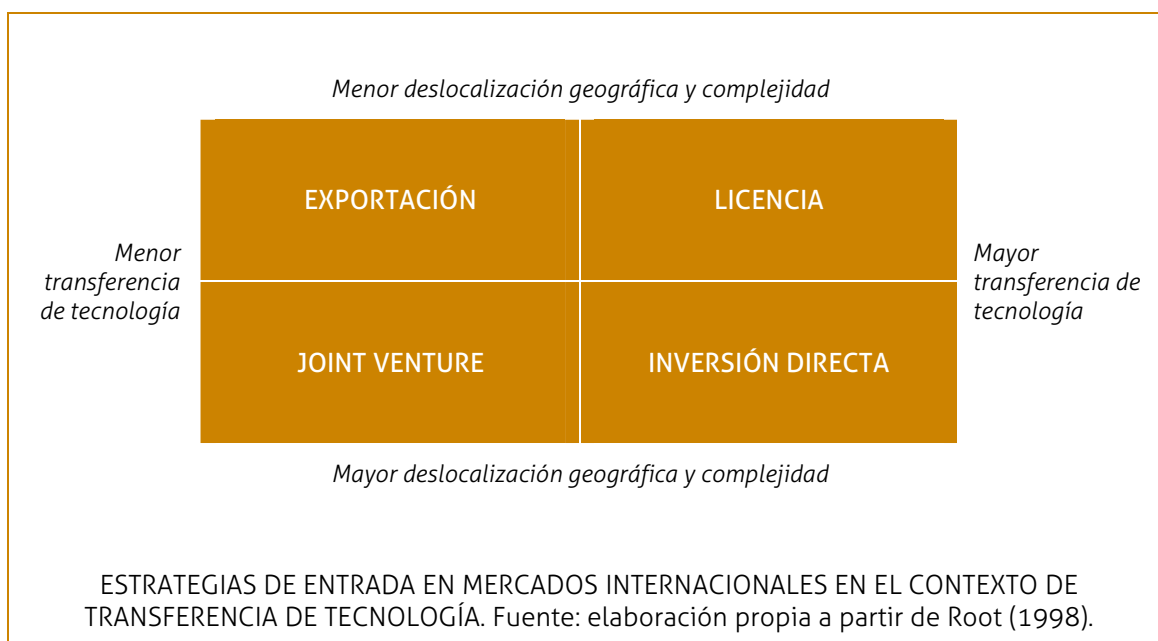 Menor deslocalización geográfica y complejidad
EXPORTACIÓN
LICENCIA
Menor
transferencia
de tecnología
Mayor
transferencia de
tecnología
JOINT VENTURE
INVERSIÓN DIRECTA
Mayor deslocalización geográfica y complejidad
ESTRATEGIAS DE ENTRADA EN MERCADOS INTERNACIONALES EN EL CONTEXTO DE
TRANSFERENCIA DE TECNOLOGÍA. Fuente: elaboración propia a partir de Root (1998).